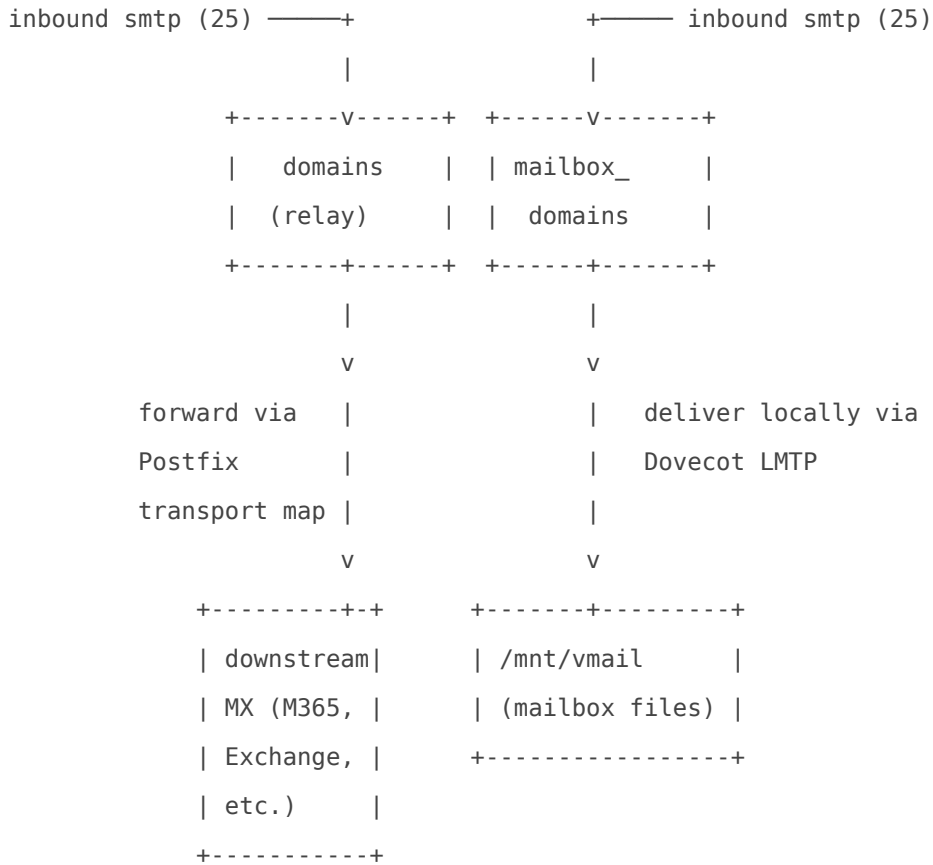 inbound smtp (25) ─────+                   +───── inbound smtp (25)
                       |                   |
               +-------v------+  +------v-------+
               |   domains    |  | mailbox_     |
               |  (relay)     |  |  domains     |
               +-------+------+  +------+-------+
                       |                |
                       v                v
         forward via   |                |   deliver locally via
         Postfix       |                |   Dovecot LMTP
         transport map |                |
                       v                v
             +---------+-+      +-------+---------+
             | downstream|      | /mnt/vmail      |
             | MX (M365, |      | (mailbox files) |
             | Exchange, |      +-----------------+
             | etc.)     |
             +-----------+